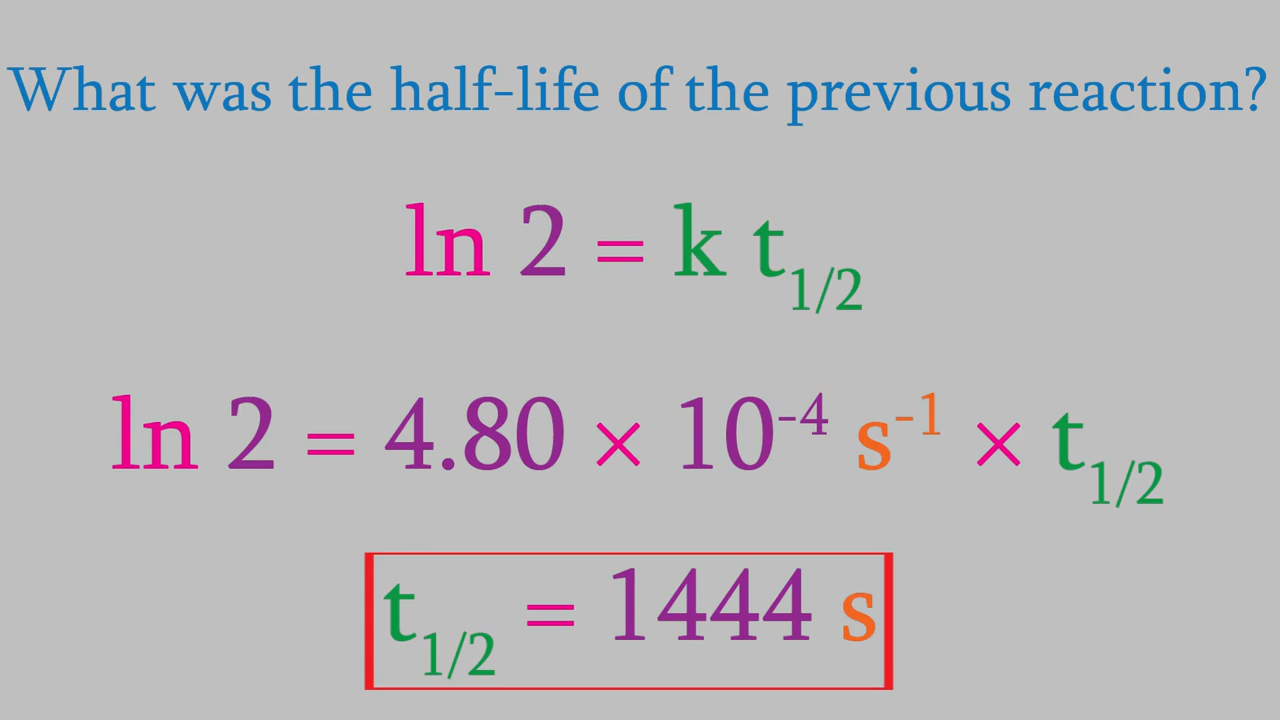 What was the half-life of the previous reaction?
ln 2 = k t₁/₂
ln 2 = 4.80 × 10⁻⁴ s⁻¹ × t₁/₂
t₁/₂ = 1444 s